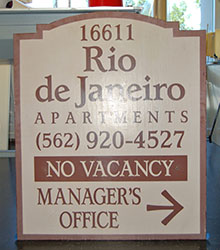 16611
Rio
de Janeiro
APARTMENTS
(562) 920-4527
NO VACANCY
MANAGER'S
OFFICE